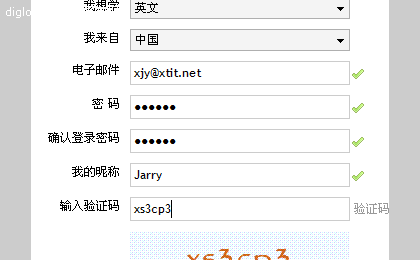 diglo
我想学 英文
我来自 中国
电子邮件 xjy@xtit.net
密 码 ●●●●●●
确认登录密码 ●●●●●●
我的昵称 Jarry
输入验证码 xs3cp3 验证码
xs3cp3